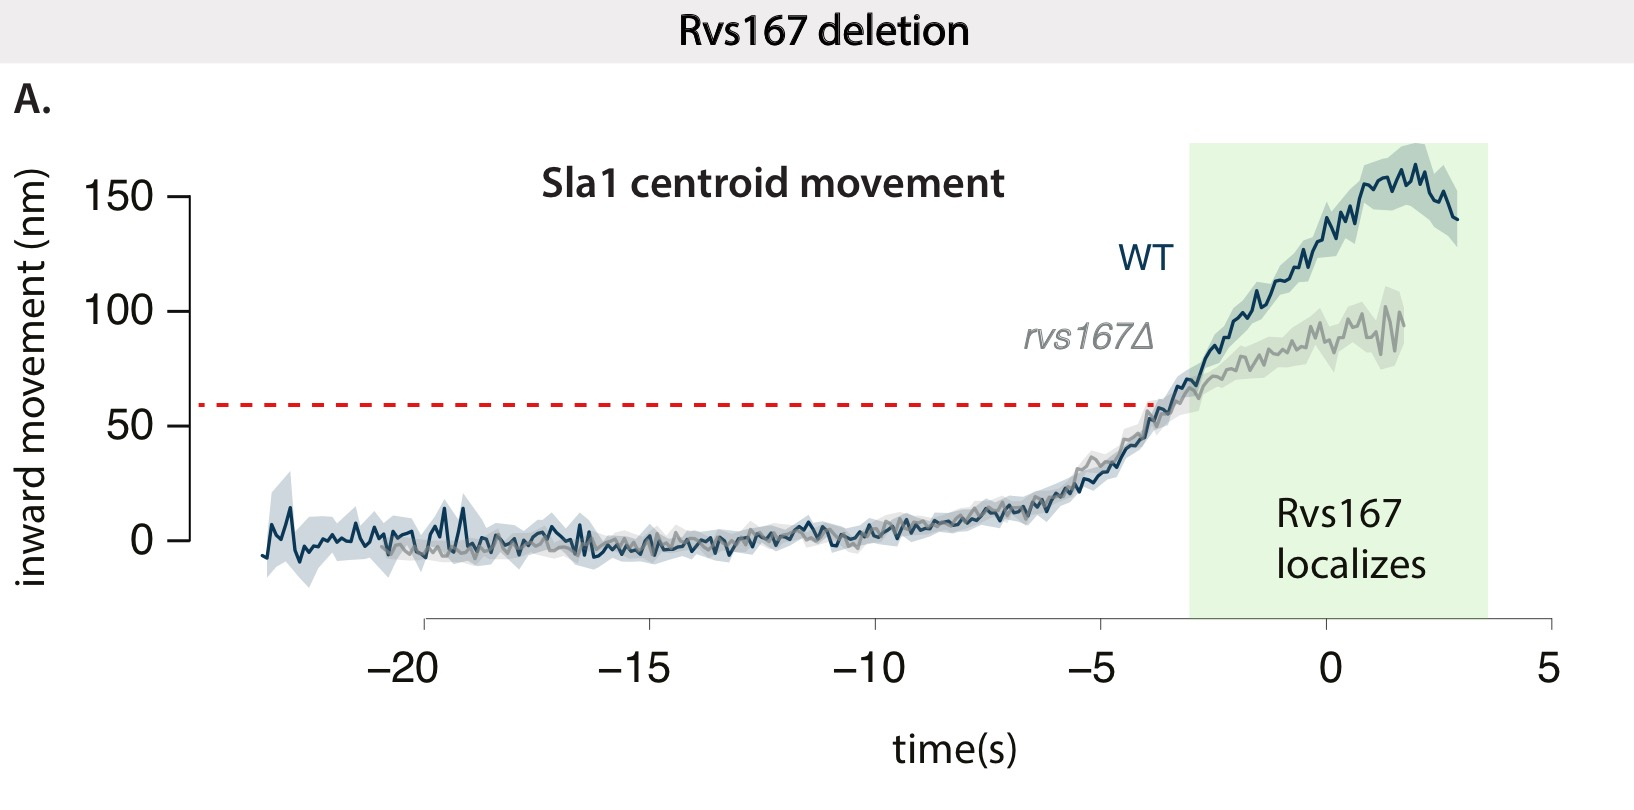 Rvs167 deletion
A.
Sla1 centroid movement
inward movement (nm)
150
100
50
0
WT
rvs167Δ
Rvs167
localizes
−20
−15
−10
−5
0
5
time(s)